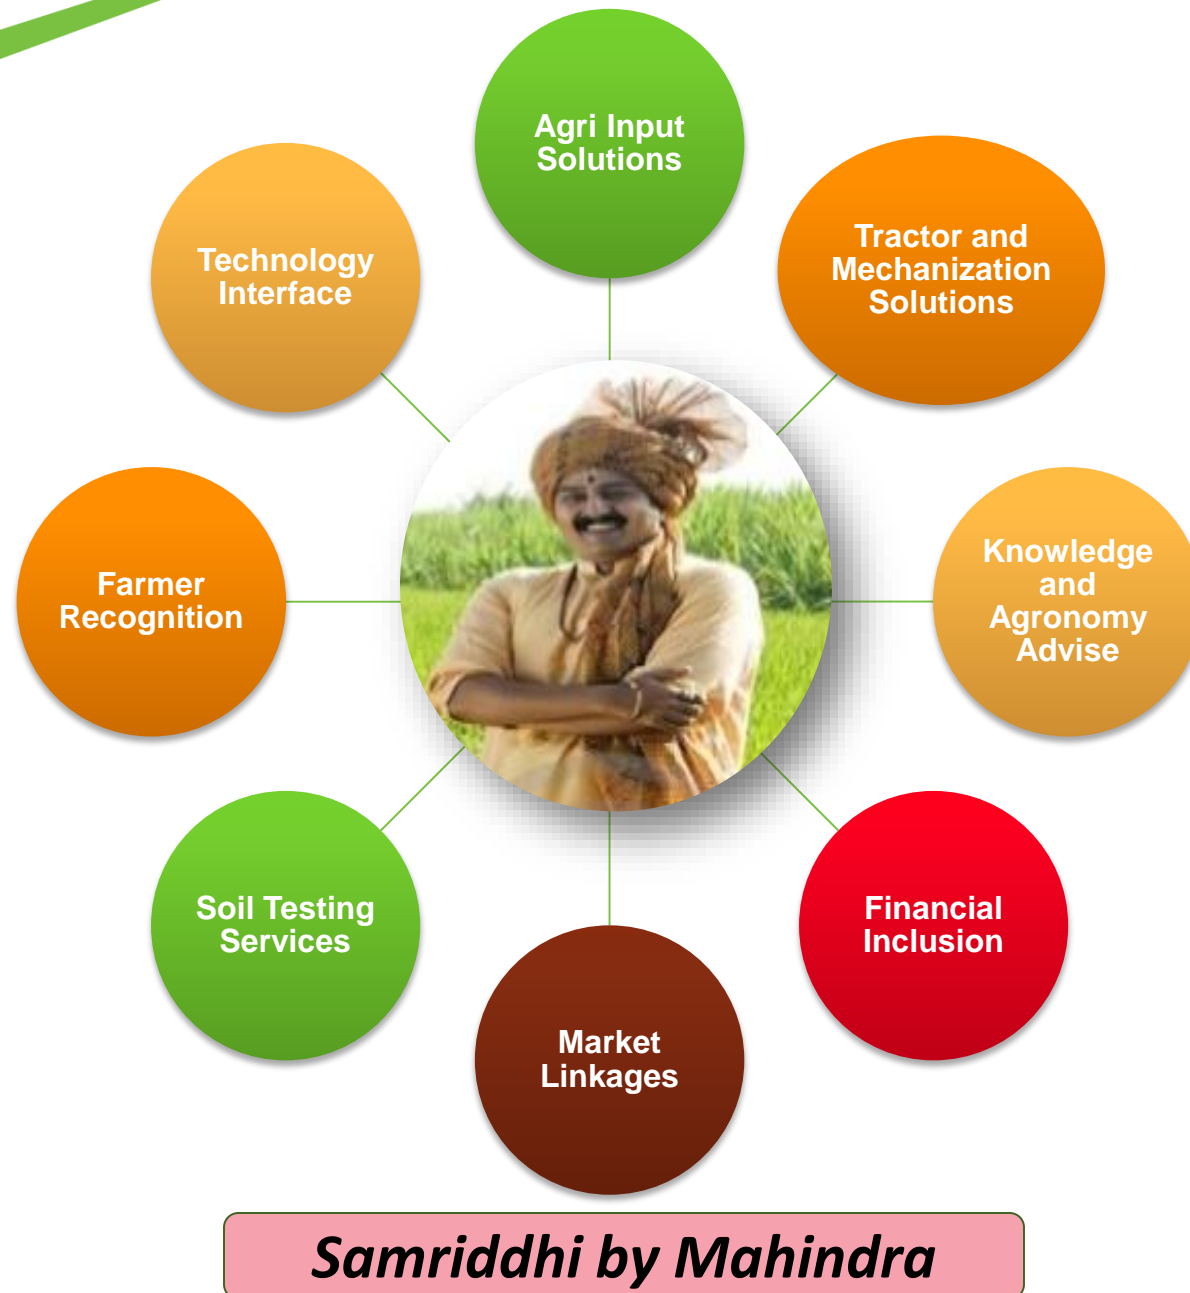 Agri Input
Solutions
Tractor and
Mechanization
Solutions
Knowledge
and
Agronomy
Advise
Financial
Inclusion
Market
Linkages
Soil Testing
Services
Farmer
Recognition
Technology
Interface
Samriddhi by Mahindra